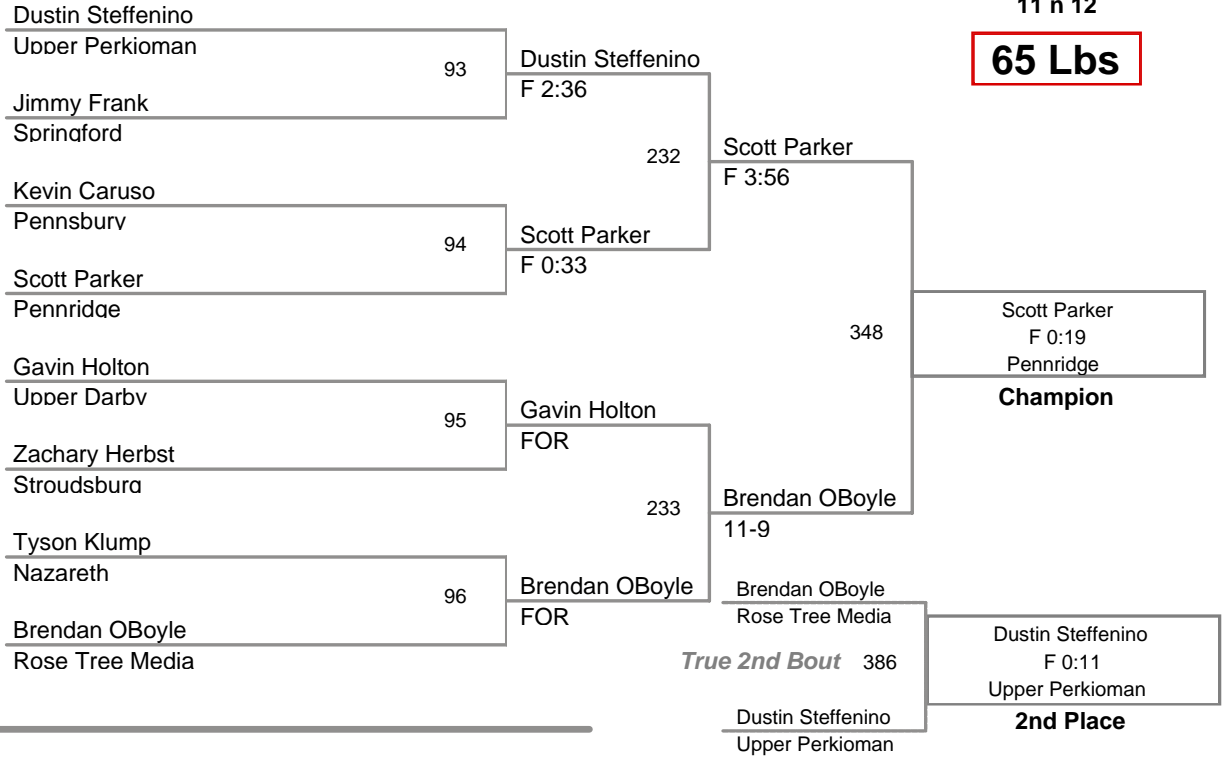 11 n 12
65 Lbs
Dustin Steffenino
Upper Perkioman
93
Jimmy Frank
Springford
Kevin Caruso
Pennsbury
94
Scott Parker
Pennridge
Gavin Holton
Upper Darby
95
Zachary Herbst
Stroudsburg
Tyson Klump
Nazareth
96
Brendan OBoyle
Rose Tree Media
Dustin Steffenino
F 2:36
232
Scott Parker
F 0:33
Gavin Holton
FOR
233
Brendan OBoyle
FOR
Scott Parker
F 3:56
348
Brendan OBoyle
11-9
Scott Parker
F 0:19
Pennridge
Champion
Brendan OBoyle
Rose Tree Media
True 2nd Bout 386
Dustin Steffenino
Upper Perkioman
Dustin Steffenino
F 0:11
Upper Perkioman
2nd Place